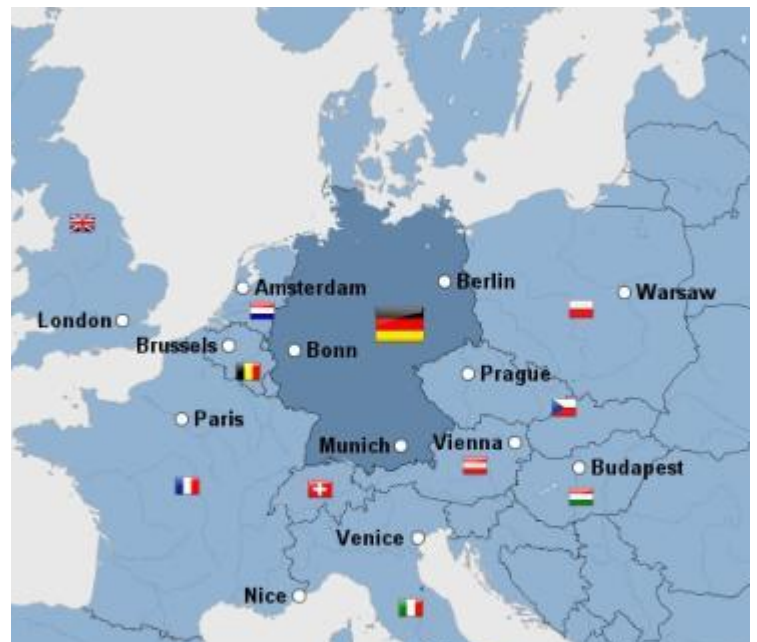 Amsterdam
Berlin
Warsaw
London
Brussels
Bonn
Prague
Paris
Munich
Vienna
Budapest
Venice
Nice